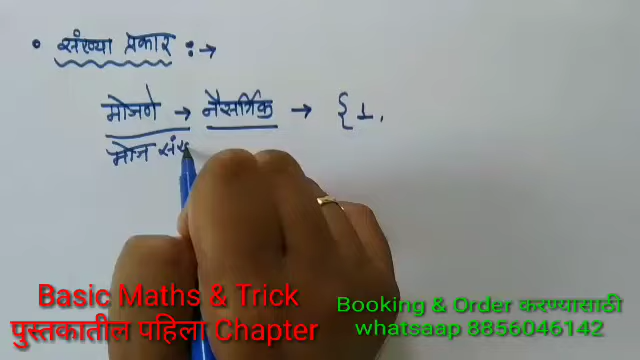 • संख्या प्रकार :→
मोजणे → नैसर्गिक → {1,
मोज सं
Basic Maths & Trick
पुस्तकातील पहिला Chapter
Booking & Order करण्यासाठी
whatsaap 8856046142